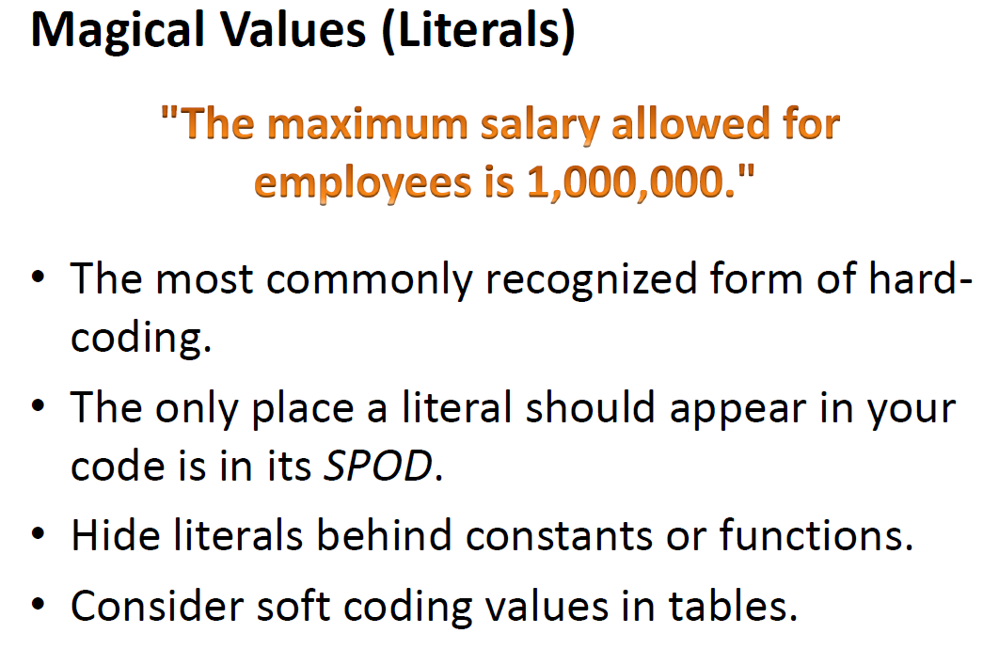 Magical Values (Literals)
"The maximum salary allowed for
employees is 1,000,000."
• The most commonly recognized form of hard-
coding.
• The only place a literal should appear in your
code is in its SPOD.
• Hide literals behind constants or functions.
• Consider soft coding values in tables.